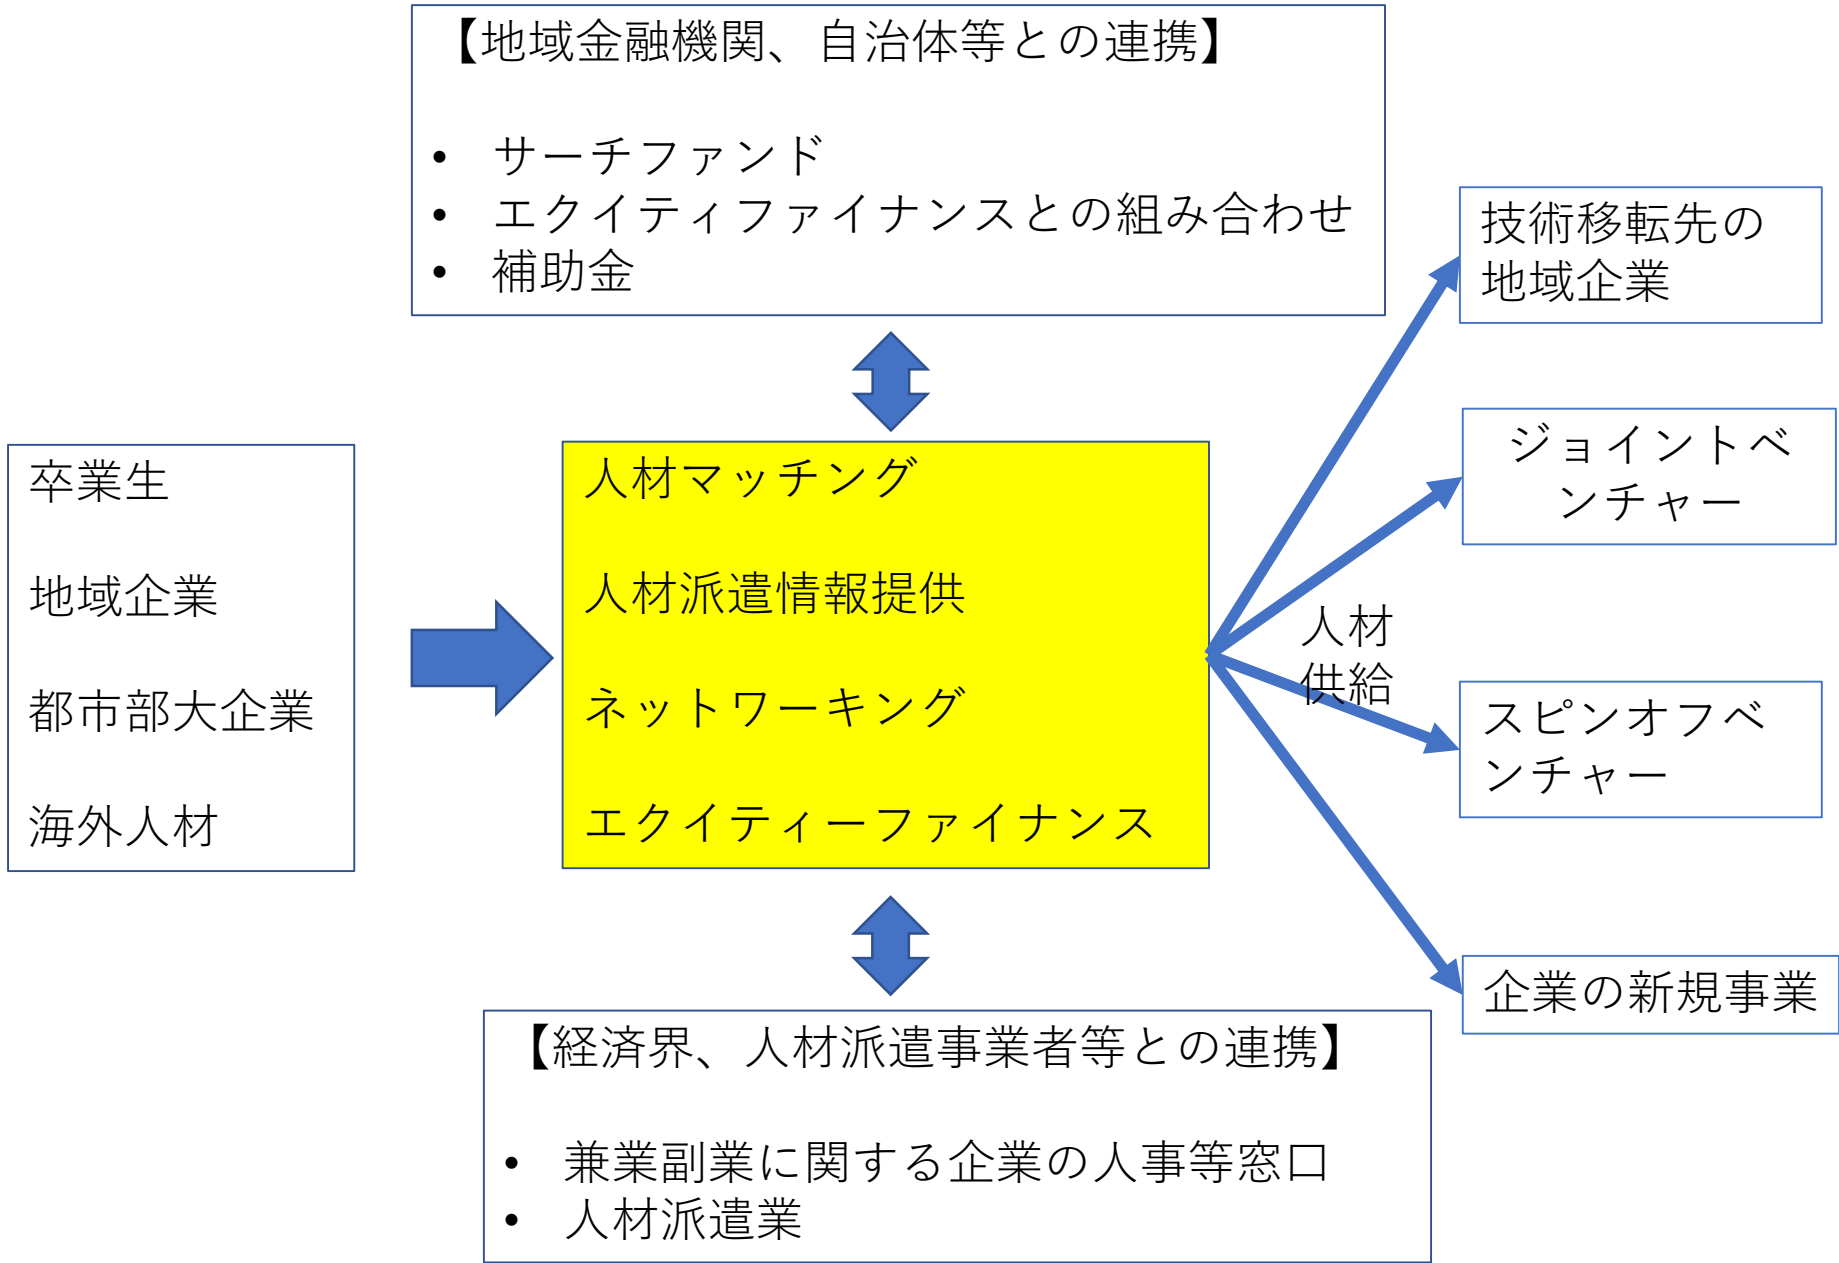 【地域金融機関、自治体等との連携】
• サーチファンド
• エクイティファイナンスとの組み合わせ
• 補助金
卒業生
地域企業
都市部大企業
海外人材
人材マッチング
人材派遣情報提供
ネットワーキング
エクイティーファイナンス
人材
供給
技術移転先の
地域企業
ジョイントベ
ンチャー
スピンオフベ
ンチャー
企業の新規事業
【経済界、人材派遣事業者等との連携】
• 兼業副業に関する企業の人事等窓口
• 人材派遣業